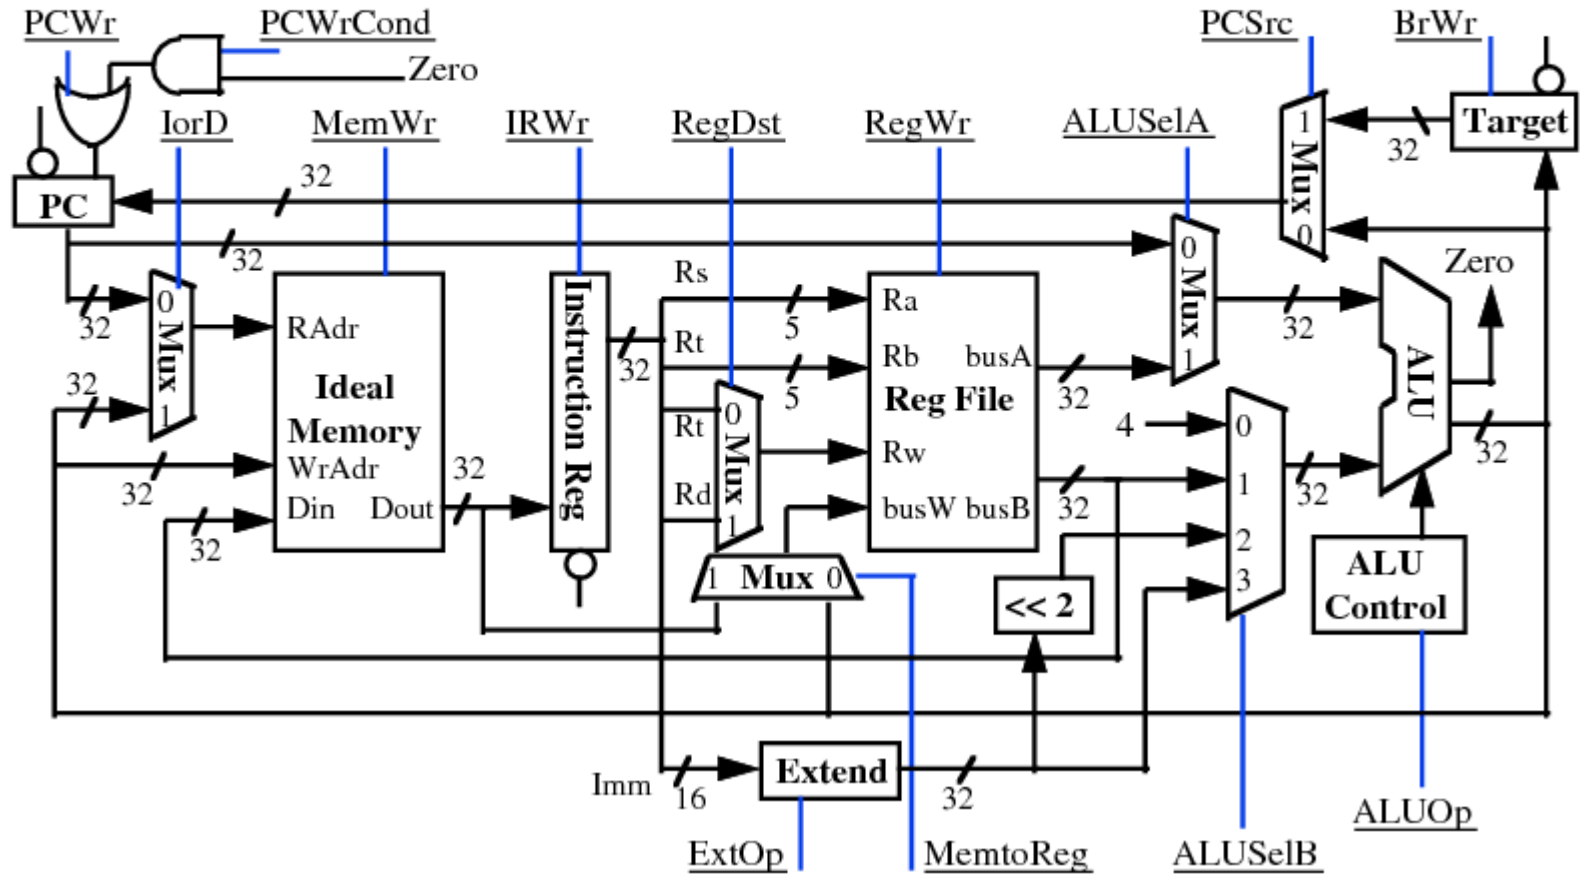 PCWr
PCWrCond
PCSrc
BrWr
Zero
IorD
MemWr
IRWr
RegDst
RegWr
ALUSelA
1
Mux
0
32
Target
PC
32
32
0
Mux
1
32
Zero
32
0
Mux
1
32
RAdr
Ideal
Memory
WrAdr
32
Din
Dout
32
32
Instruction Reg
32
Rs
5
Rt
5
Rt
Rd
0
Mux
1
Ra
Rb
busA
Reg File
Rw
busW
busB
32
32
4
0
1
2
3
32
ALU
32
1
Mux
0
<< 2
ALU
Control
Imm
16
Extend
32
ExtOp
MemtoReg
ALUSelB
ALUOp